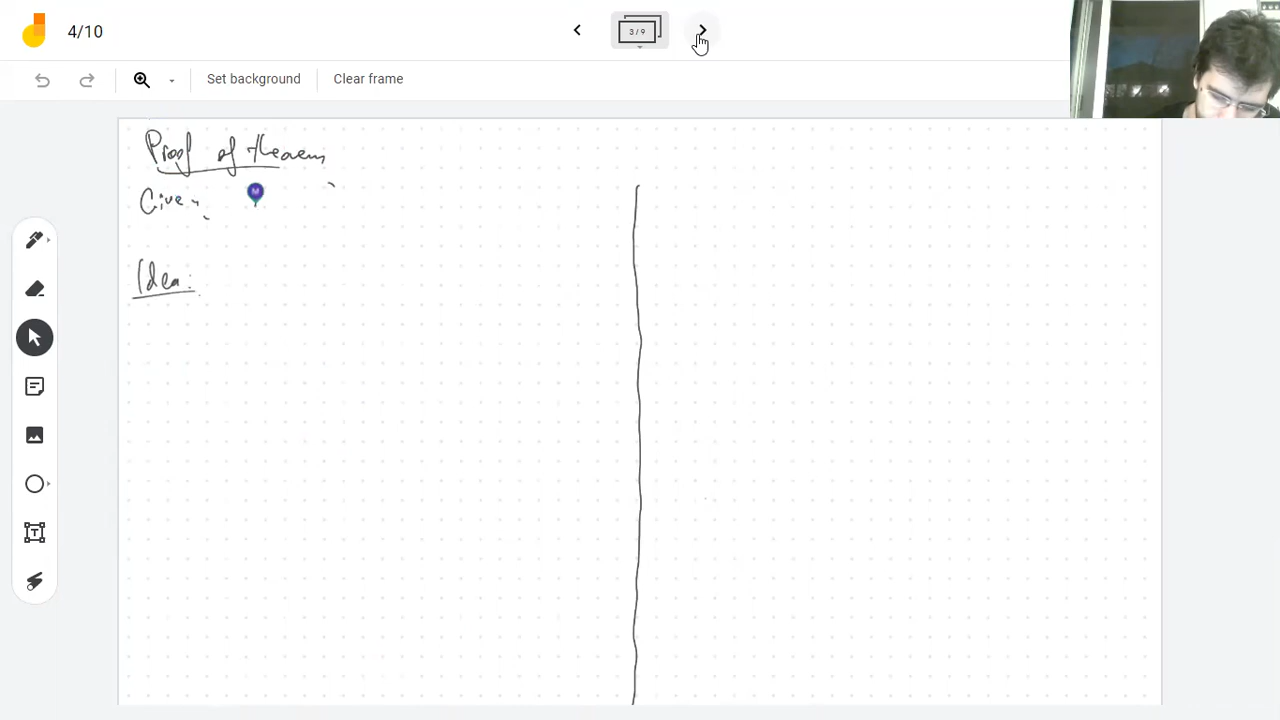 4/10
3 / 9
Set background
Clear frame
Proof of theorem
Given
M
Idea:
T